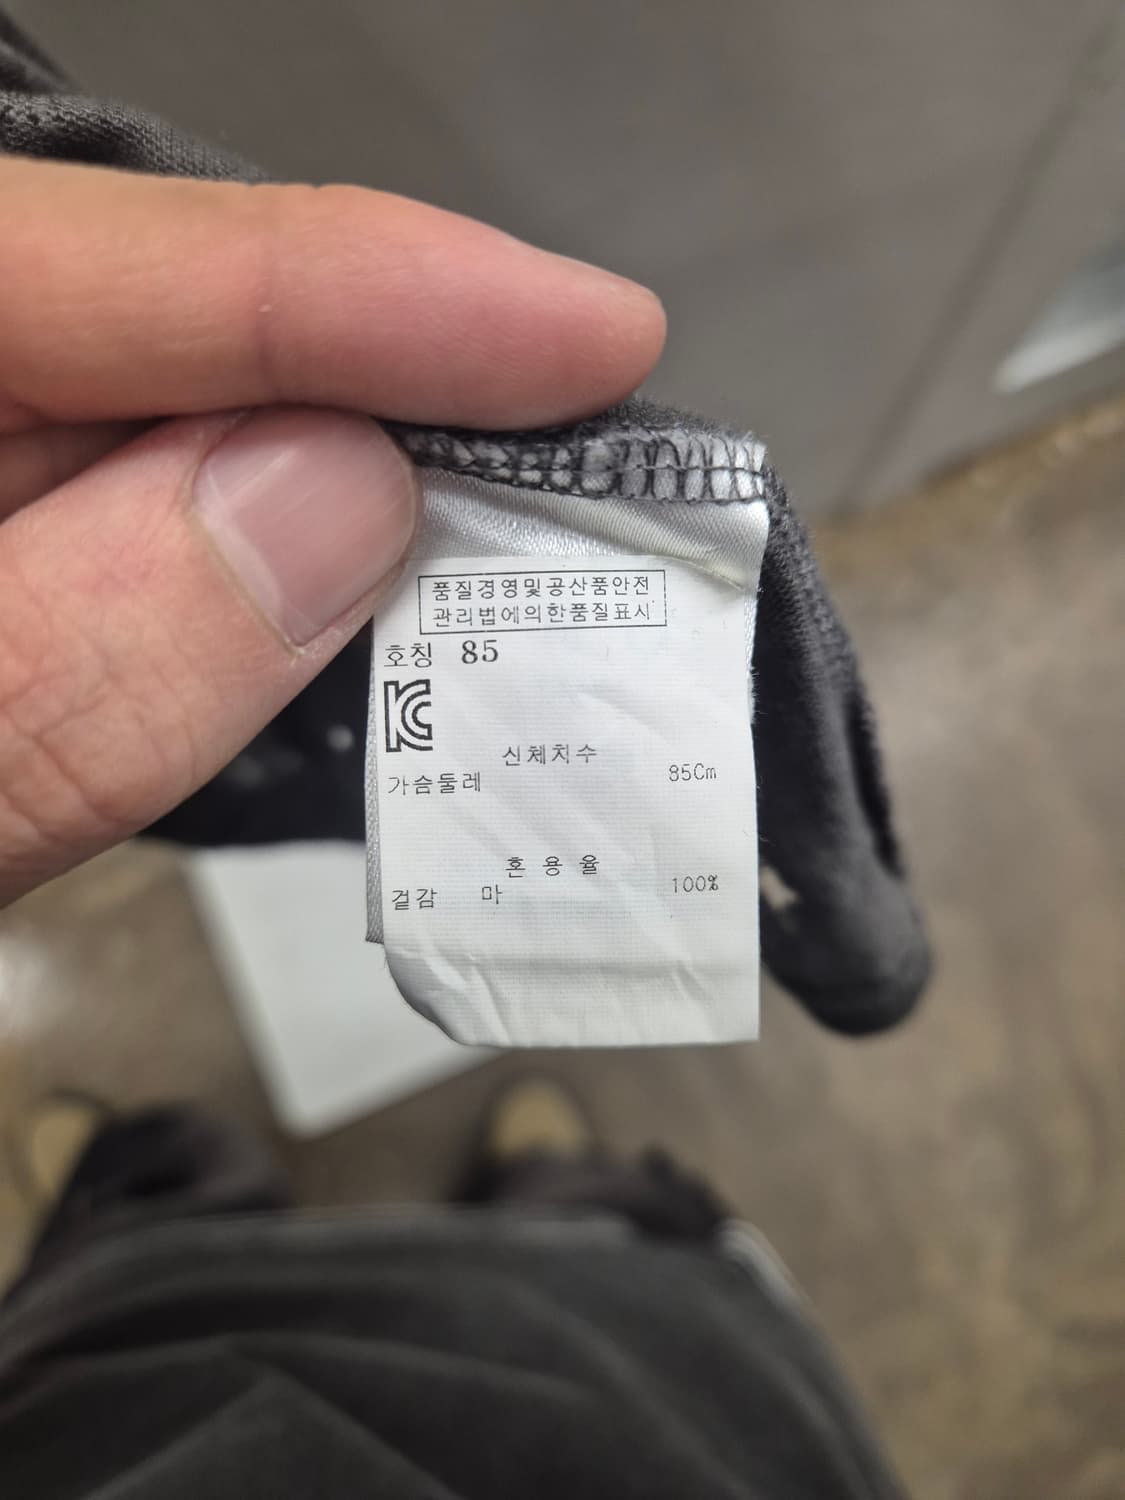 품질경영및공산품안전
관리법에의한품질표시
호칭 85
KC
신체치수
가슴둘레 85Cm
혼 용 율
겉감 마 100%